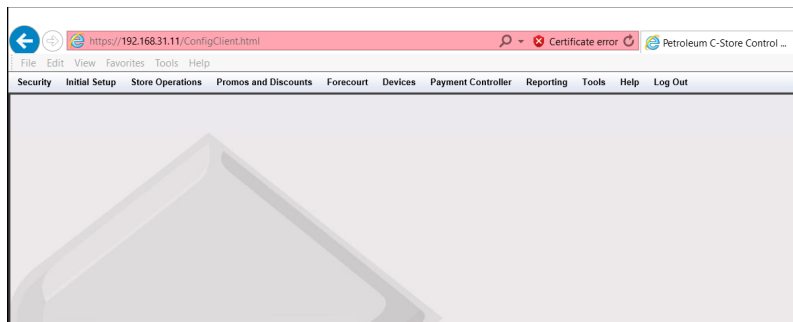 https://192.168.31.11/ConfigClient.html Certificate error Petroleum C-Store Control ...
File Edit View Favorites Tools Help
Security Initial Setup Store Operations Promos and Discounts Forecourt Devices Payment Controller Reporting Tools Help Log Out